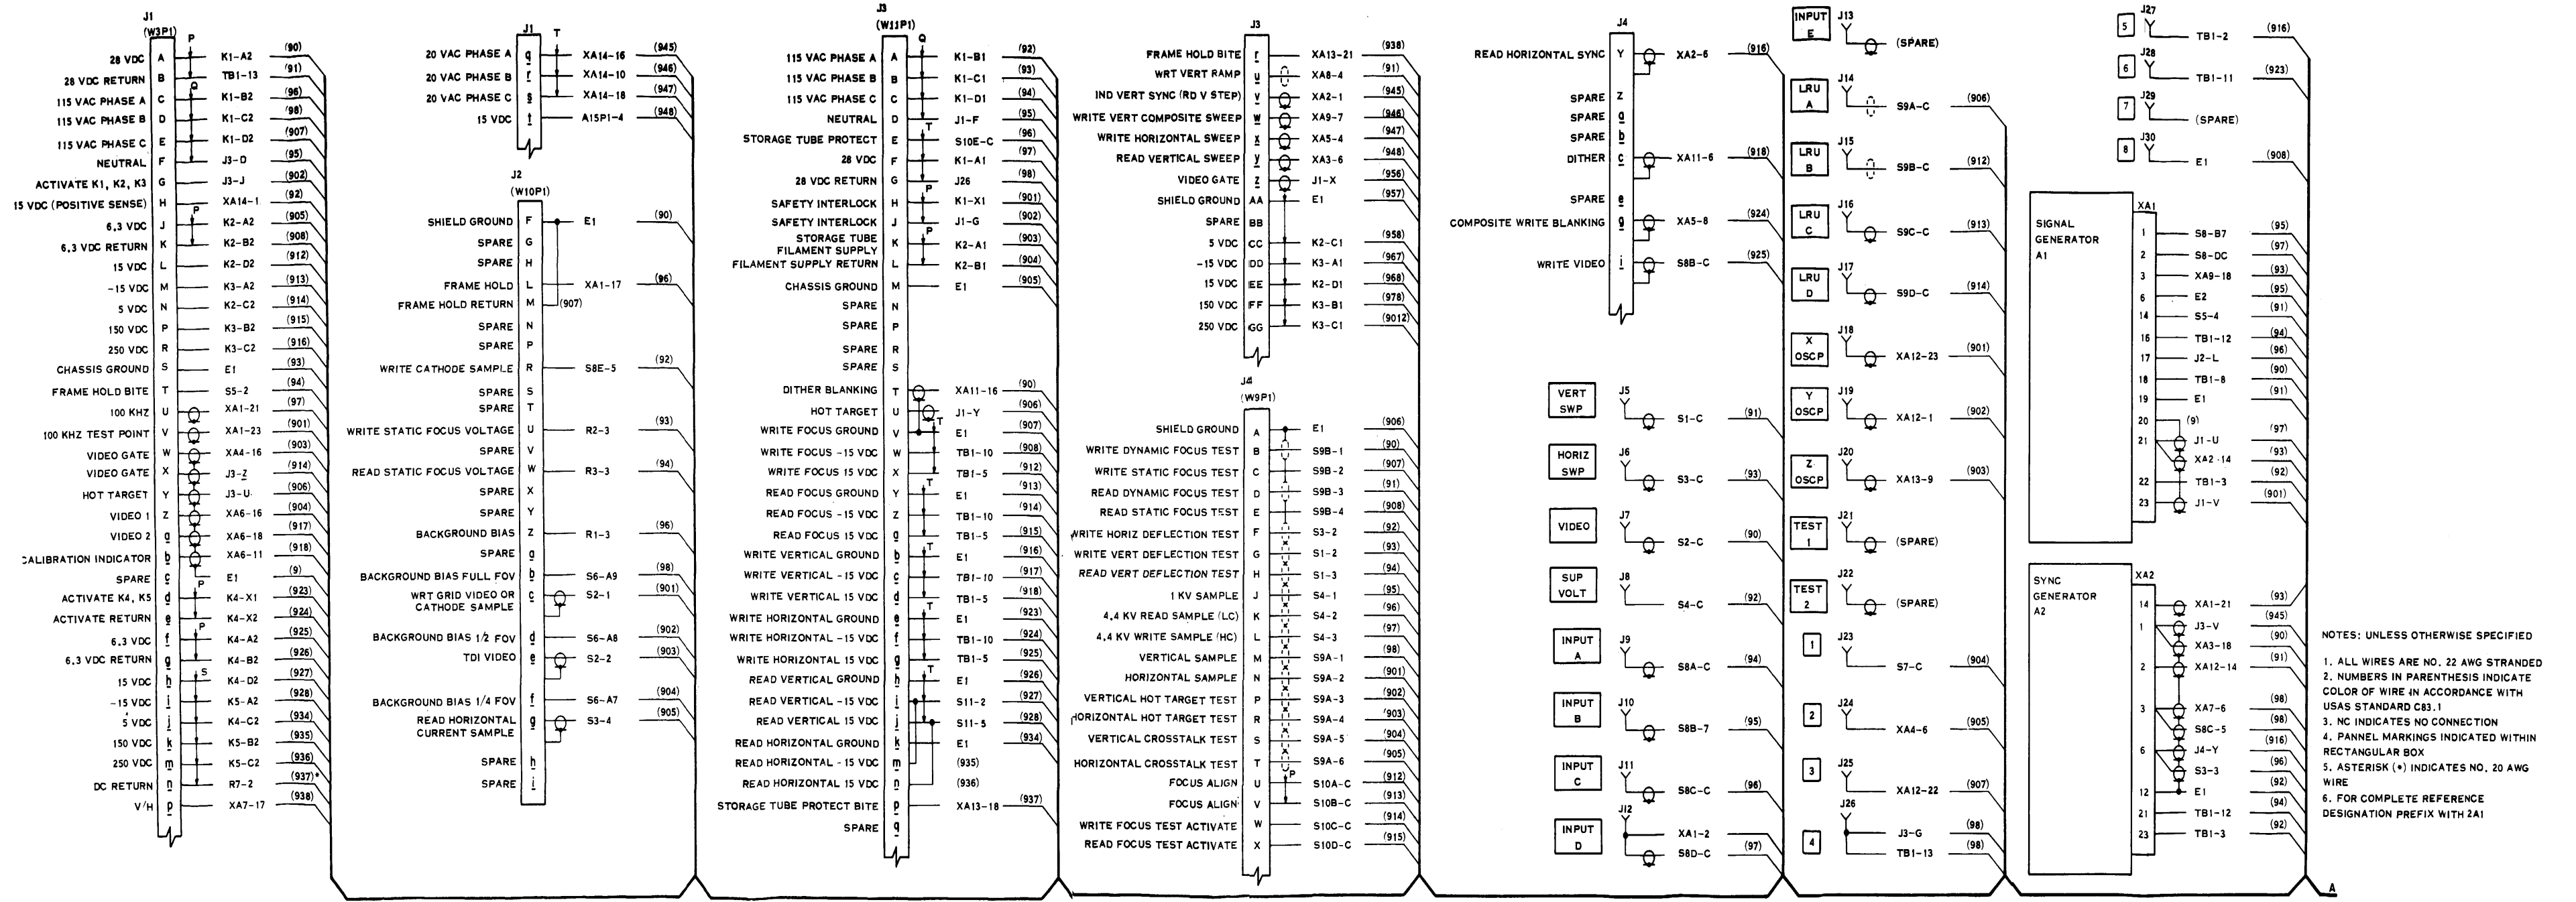 J1
(W3P1)
P
28 VDC A K1-A2 (90)
28 VDC RETURN B TB1-13 (91)
Q
115 VAC PHASE A C K1-B2 (96)
115 VAC PHASE B D K1-C2 (98)
115 VAC PHASE C E K1-D2 (907)
NEUTRAL F J3-D (95)
ACTIVATE K1, K2, K3 G J3-J (902)
15 VDC (POSITIVE SENSE) H XA14-1 (92)
P
6.3 VDC J K2-A2 (905)
6.3 VDC RETURN K K2-B2 (908)
15 VDC L K2-D2 (912)
-15 VDC M K3-A2 (913)
5 VDC N K2-C2 (914)
150 VDC P K3-B2 (915)
250 VDC R K3-C2 (916)
CHASSIS GROUND S E1 (93)
FRAME HOLD BITE T S5-2 (94)
100 KHZ U XA1-21 (97)
100 KHZ TEST POINT V XA1-23 (901)
VIDEO GATE W XA4-16 (903)
VIDEO GATE X J3-Z (914)
HOT TARGET Y J3-U (906)
VIDEO 1 Z XA6-16 (904)
VIDEO 2 a XA6-18 (917)
CALIBRATION INDICATOR b XA6-11 (918)
SPARE c E1 (9)
P
ACTIVATE K4, K5 d K4-X1 (923)
ACTIVATE RETURN e K4-X2 (924)
P
6.3 VDC f K4-A2 (925)
6.3 VDC RETURN g K4-B2 (926)
S
15 VDC h K4-D2 (927)
-15 VDC i K5-A2 (928)
5 VDC j K4-C2 (934)
150 VDC k K5-B2 (935)
250 VDC m K5-C2 (936)
DC RETURN n R7-2 (937)*
V/H p XA7-17 (938)
J1
T
20 VAC PHASE A q XA14-16 (945)
20 VAC PHASE B r XA14-10 (946)
20 VAC PHASE C s XA14-18 (947)
15 VDC t A15P1-4 (948)
J2
(W10P1)
SHIELD GROUND F E1 (90)
SPARE G
SPARE H
FRAME HOLD L XA1-17 (96)
FRAME HOLD RETURN M (907)
SPARE N
SPARE P
WRITE CATHODE SAMPLE R S8E-5 (92)
SPARE S
SPARE T
WRITE STATIC FOCUS VOLTAGE U R2-3 (93)
SPARE V
READ STATIC FOCUS VOLTAGE W R3-3 (94)
SPARE X
SPARE Y
BACKGROUND BIAS Z R1-3 (96)
SPARE a
BACKGROUND BIAS FULL FOV b S6-A9 (98)
WRT GRID VIDEO OR
CATHODE SAMPLE c S2-1 (901)
BACKGROUND BIAS 1/2 FOV d S6-A8 (902)
TDI VIDEO e S2-2 (903)
BACKGROUND BIAS 1/4 FOV f S6-A7 (904)
READ HORIZONTAL
CURRENT SAMPLE g S3-4 (905)
SPARE h
SPARE i
J3
(W11P1)
Q
115 VAC PHASE A A K1-B1 (92)
115 VAC PHASE B B K1-C1 (93)
115 VAC PHASE C C K1-D1 (94)
NEUTRAL D J1-F (95)
T
STORAGE TUBE PROTECT E S10E-C (96)
28 VDC F K1-A1 (97)
28 VDC RETURN G J26 (98)
P
SAFETY INTERLOCK H K1-X1 (901)
SAFETY INTERLOCK J J1-G (902)
P
STORAGE TUBE
FILAMENT SUPPLY K K2-A1 (903)
FILAMENT SUPPLY RETURN L K2-B1 (904)
CHASSIS GROUND M E1 (905)
SPARE N
SPARE P
SPARE R
SPARE S
DITHER BLANKING T XA11-16 (90)
HOT TARGET U J1-Y (906)
T
WRITE FOCUS GROUND V E1 (907)
WRITE FOCUS -15 VDC W TB1-10 (908)
WRITE FOCUS 15 VDC X TB1-5 (912)
T
READ FOCUS GROUND Y E1 (913)
READ FOCUS -15 VDC Z TB1-10 (914)
READ FOCUS 15 VDC a TB1-5 (915)
T
WRITE VERTICAL GROUND b E1 (916)
WRITE VERTICAL -15 VDC c TB1-10 (917)
WRITE VERTICAL 15 VDC d TB1-5 (918)
T
WRITE HORIZONTAL GROUND e E1 (923)
WRITE HORIZONTAL -15 VDC f TB1-10 (924)
WRITE HORIZONTAL 15 VDC g TB1-5 (925)
T
READ VERTICAL GROUND h E1 (926)
READ VERTICAL -15 VDC i S11-2 (927)
READ VERTICAL 15 VDC j S11-5 (928)
READ HORIZONTAL GROUND k E1 (934)
READ HORIZONTAL -15 VDC m (935)
READ HORIZONTAL 15 VDC n (936)
STORAGE TUBE PROTECT BITE p XA13-18 (937)
SPARE q
J3
FRAME HOLD BITE r XA13-21 (938)
WRT VERT RAMP u XA8-4 (91)
IND VERT SYNC (RD V STEP) v XA2-1 (945)
WRITE VERT COMPOSITE SWEEP w XA9-7 (946)
WRITE HORIZONTAL SWEEP x XA5-4 (947)
READ VERTICAL SWEEP y XA3-6 (948)
VIDEO GATE z J1-X (956)
SHIELD GROUND AA E1 (957)
SPARE BB
5 VDC CC K2-C1 (958)
-15 VDC DD K3-A1 (967)
15 VDC EE K2-D1 (968)
150 VDC FF K3-B1 (978)
250 VDC GG K3-C1 (9012)
J4
(W9P1)
SHIELD GROUND A E1 (906)
WRITE DYNAMIC FOCUS TEST B S9B-1 (90)
WRITE STATIC FOCUS TEST C S9B-2 (907)
READ DYNAMIC FOCUS TEST D S9B-3 (91)
READ STATIC FOCUS TEST E S9B-4 (908)
WRITE HORIZ DEFLECTION TEST F S3-2 (92)
WRITE VERT DEFLECTION TEST G S1-2 (93)
READ VERT DEFLECTION TEST H S1-3 (94)
1 KV SAMPLE J S4-1 (95)
4.4 KV READ SAMPLE (LC) K S4-2 (96)
4.4 KV WRITE SAMPLE (HC) L S4-3 (97)
VERTICAL SAMPLE M S9A-1 (98)
HORIZONTAL SAMPLE N S9A-2 (901)
VERTICAL HOT TARGET TEST P S9A-3 (902)
HORIZONTAL HOT TARGET TEST R S9A-4 (903)
VERTICAL CROSSTALK TEST S S9A-5 (904)
HORIZONTAL CROSSTALK TEST T S9A-6 (905)
P
FOCUS ALIGN U S10A-C (912)
FOCUS ALIGN V S10B-C (913)
WRITE FOCUS TEST ACTIVATE W S10C-C (914)
READ FOCUS TEST ACTIVATE X S10D-C (915)
J4
READ HORIZONTAL SYNC Y XA2-6 (916)
SPARE Z
SPARE a
SPARE b
DITHER c XA11-6 (918)
SPARE e
COMPOSITE WRITE BLANKING g XA5-8 (924)
WRITE VIDEO i S8B-C (925)
VERT
SWP J5 S1-C (91)
HORIZ
SWP J6 S3-C (93)
VIDEO J7 S2-C (90)
SUP
VOLT J8 S4-C (92)
INPUT
A J9 S8A-C (94)
INPUT
B J10 S8B-7 (95)
INPUT
C J11 S8C-C (96)
INPUT
D J12 XA1-2
S8D-C (97)
INPUT
E J13 (SPARE)
LRU
A J14 S9A-C (906)
LRU
B J15 S9B-C (912)
LRU
C J16 S9C-C (913)
LRU
D J17 S9D-C (914)
X
OSCP J18 XA12-23 (901)
Y
OSCP J19 XA12-1 (902)
Z
OSCP J20 XA13-9 (903)
TEST
1 J21 (SPARE)
TEST
2 J22 (SPARE)
1 J23 S7-C (904)
2 J24 XA4-6 (905)
3 J25 XA12-22 (907)
4 J26 J3-G (98)
TB1-13 (98)
5 J27 TB1-2 (916)
6 J28 TB1-11 (923)
7 J29 (SPARE)
8 J30 E1 (908)
SIGNAL
GENERATOR
A1
XA1
1 S8-B7 (95)
2 S8-DC (97)
3 XA9-18 (93)
6 E2 (95)
14 S5-4 (91)
16 TB1-12 (94)
17 J2-L (96)
18 TB1-8 (90)
19 E1 (91)
20 (9)
21 J1-U (97)
XA2-14 (93)
22 TB1-3 (92)
23 J1-V (901)
SYNC
GENERATOR
A2
XA2
14 XA1-21 (93)
1 J3-V (945)
XA3-18 (90)
2 XA12-14 (91)
3 XA7-6 (98)
S8C-5 (98)
6 J4-Y (916)
S3-3 (96)
12 E1 (92)
21 TB1-12 (94)
23 TB1-3 (92)
NOTES: UNLESS OTHERWISE SPECIFIED
1. ALL WIRES ARE NO. 22 AWG STRANDED
2. NUMBERS IN PARENTHESIS INDICATE
COLOR OF WIRE IN ACCORDANCE WITH
USAS STANDARD C83.1
3. NC INDICATES NO CONNECTION
4. PANNEL MARKINGS INDICATED WITHIN
RECTANGULAR BOX
5. ASTERISK (*) INDICATES NO. 20 AWG
WIRE
6. FOR COMPLETE REFERENCE
DESIGNATION PREFIX WITH 2A1
A